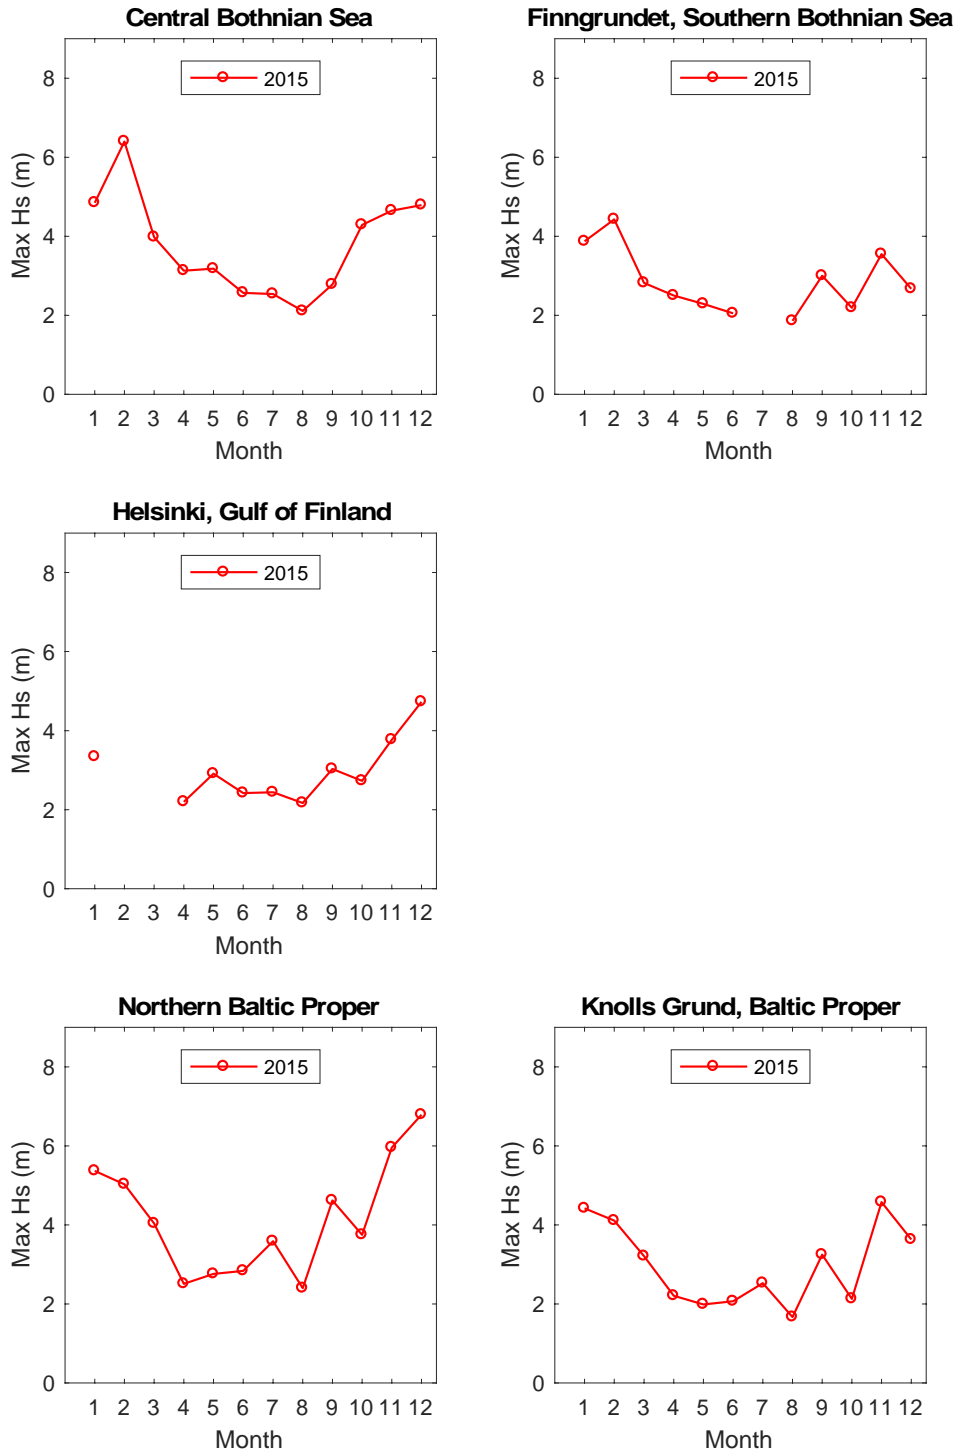 Central Bothnian Sea
2015
Max Hs (m)
8
6
4
2
0
1 2 3 4 5 6 7 8 9 10 11 12
Month
Finngrundet, Southern Bothnian Sea
2015
Max Hs (m)
8
6
4
2
0
1 2 3 4 5 6 7 8 9 10 11 12
Month
Helsinki, Gulf of Finland
2015
Max Hs (m)
8
6
4
2
0
1 2 3 4 5 6 7 8 9 10 11 12
Month
Northern Baltic Proper
2015
Max Hs (m)
8
6
4
2
0
1 2 3 4 5 6 7 8 9 10 11 12
Month
Knolls Grund, Baltic Proper
2015
Max Hs (m)
8
6
4
2
0
1 2 3 4 5 6 7 8 9 10 11 12
Month